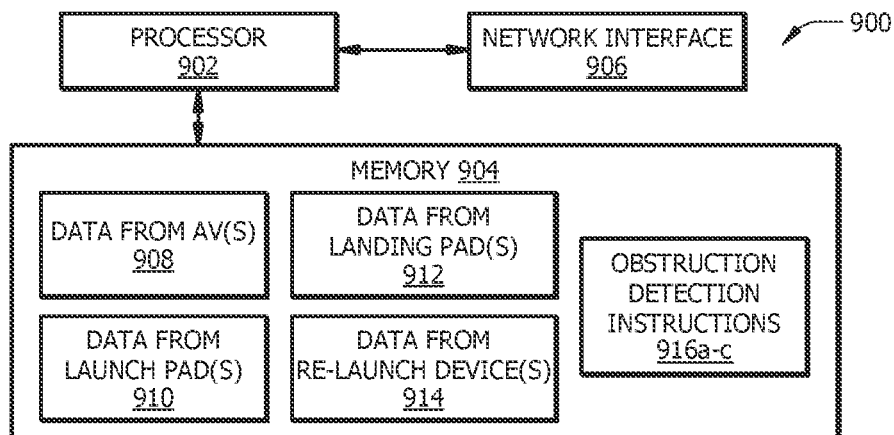 900
PROCESSOR
902
NETWORK INTERFACE
906
MEMORY 904
DATA FROM AV(S)
908
DATA FROM
LANDING PAD(S)
912
DATA FROM
LAUNCH PAD(S)
910
DATA FROM
RE-LAUNCH DEVICE(S)
914
OBSTRUCTION
DETECTION
INSTRUCTIONS
916a-c